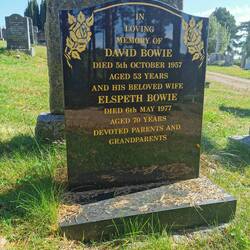 IN
LOVING
MEMORY OF
DAVID BOWIE
DIED 5th OCTOBER 1957
AGED 53 YEARS
AND HIS BELOVED WIFE
ELSPETH BOWIE
DIED 6th MAY 1977
AGED 70 YEARS
DEVOTED PARENTS AND
GRANDPARENTS